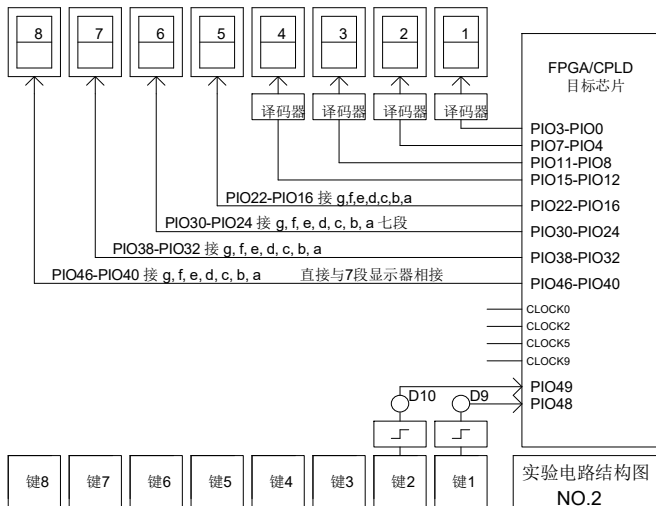 8 7 6 5 4 3 2 1
FPGA/CPLD
目标芯片
译码器 译码器 译码器 译码器
PIO3-PIO0
PIO7-PIO4
PIO11-PIO8
PIO15-PIO12
PIO22-PIO16 接 g,f,e,d,c,b,a
PIO22-PIO16
PIO30-PIO24 接 g, f, e, d, c, b, a 七段
PIO30-PIO24
PIO38-PIO32 接 g, f, e, d, c, b, a
PIO38-PIO32
PIO46-PIO40 接 g, f, e, d, c, b, a 直接与7段显示器相接
PIO46-PIO40
CLOCK0
CLOCK2
CLOCK5
CLOCK9
PIO49
D10 D9
PIO48
键8 键7 键6 键5 键4 键3 键2 键1
实验电路结构图
NO.2